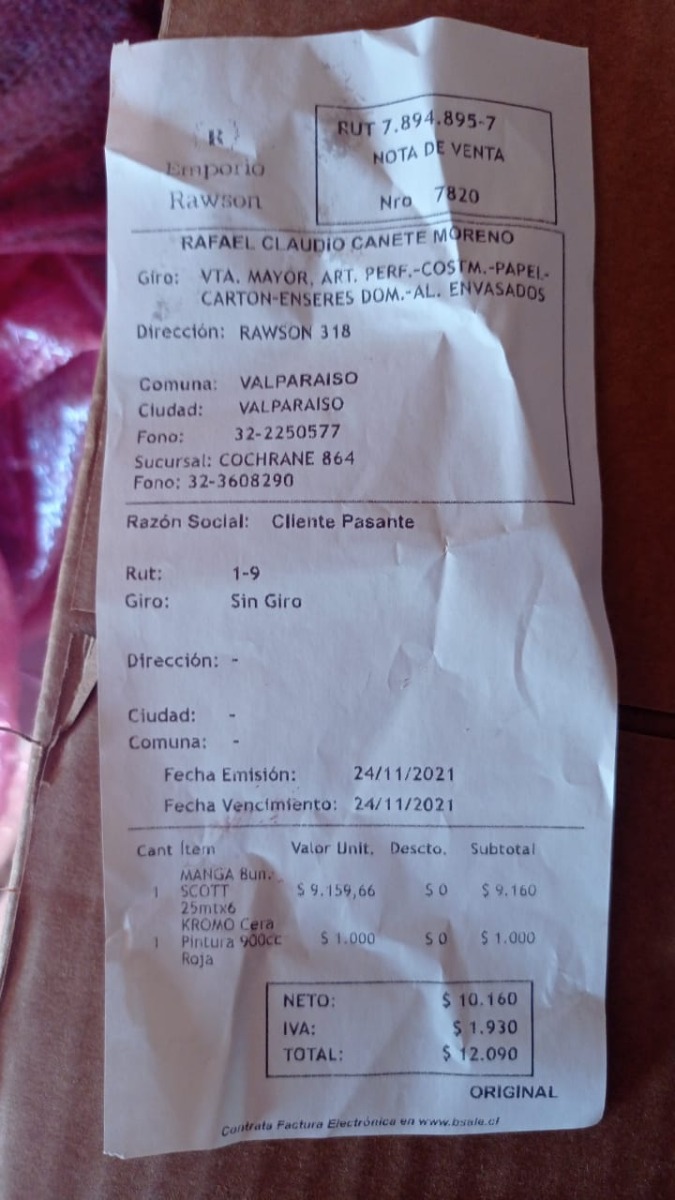 R
Emporio
Rawson
RUT 7.894.895-7
NOTA DE VENTA
Nro 7820
RAFAEL CLAUDIO CANETE MORENO
Giro: VTA. MAYOR, ART. PERF.-COSTM.-PAPEL-
CARTON-ENSERES DOM.-AL. ENVASADOS
Dirección: RAWSON 318
Comuna: VALPARAISO
Ciudad: VALPARAISO
Fono: 32-2250577
Sucursal: COCHRANE 864
Fono: 32-3608290
Razón Social: Cliente Pasante
Rut: 1-9
Giro: Sin Giro
Dirección: -
Ciudad: -
Comuna: -
Fecha Emisión: 24/11/2021
Fecha Vencimiento: 24/11/2021
Cant Ítem Valor Unit. Descto. Subtotal
MANGA Bun.
1 SCOTT $ 9.159,66 $ 0 $ 9.160
25mtx6
KROMO Cera
1 Pintura 900cc $ 1.000 $ 0 $ 1.000
Roja
NETO: $ 10.160
IVA: $ 1.930
TOTAL: $ 12.090
ORIGINAL
Contrata Factura Electrónica en www.bsale.cl